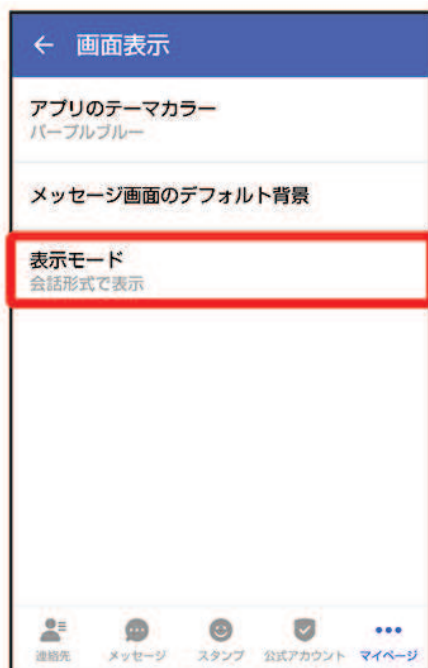 ← 画面表示
アプリのテーマカラー
パープルブルー
メッセージ画面のデフォルト背景
表示モード
会話形式で表示
連絡先 メッセージ スタンプ 公式アカウント マイページ